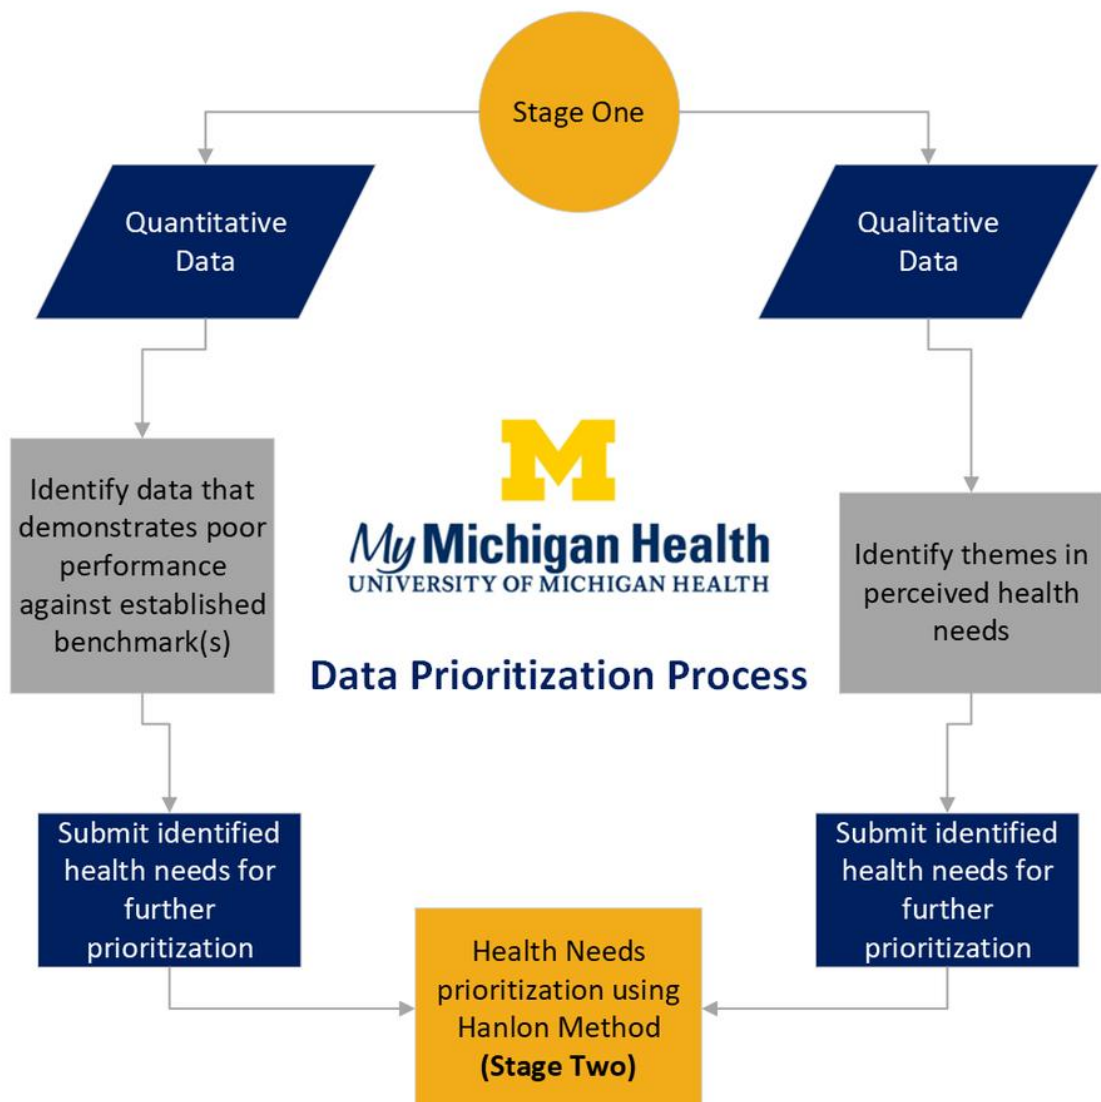 Stage One
Quantitative
Data
Qualitative
Data
Identify data that
demonstrates poor
performance
against established
benchmark(s)
M
My Michigan Health
UNIVERSITY OF MICHIGAN HEALTH
Data Prioritization Process
Identify themes in
perceived health
needs
Submit identified
health needs for
further
prioritization
Submit identified
health needs for
further
prioritization
Health Needs
prioritization using
Hanlon Method
(Stage Two)